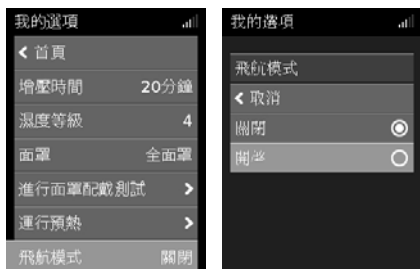 我的選項
< 首頁
增壓時間 20分鐘
濕度等級 4
面罩 全面罩
進行面罩配戴測試 >
運行預熱 >
飛航模式 關閉
我的選項
飛航模式
< 取消
關閉
開啟